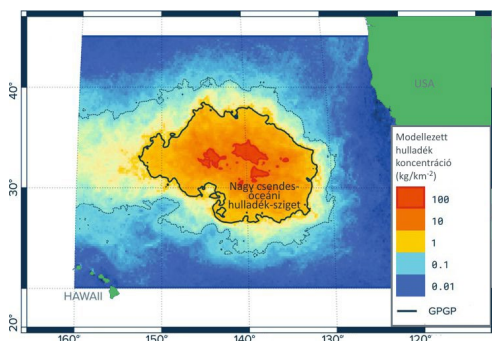 40°
30°
20°
160°
150°
140°
130°
120°
USA
HAWAII
Nagy csendes-
óceáni
hulladék-sziget
Modellezett
hulladék
koncentráció
(kg/km⁻²)
100
10
1
0.1
0.01
GPGP